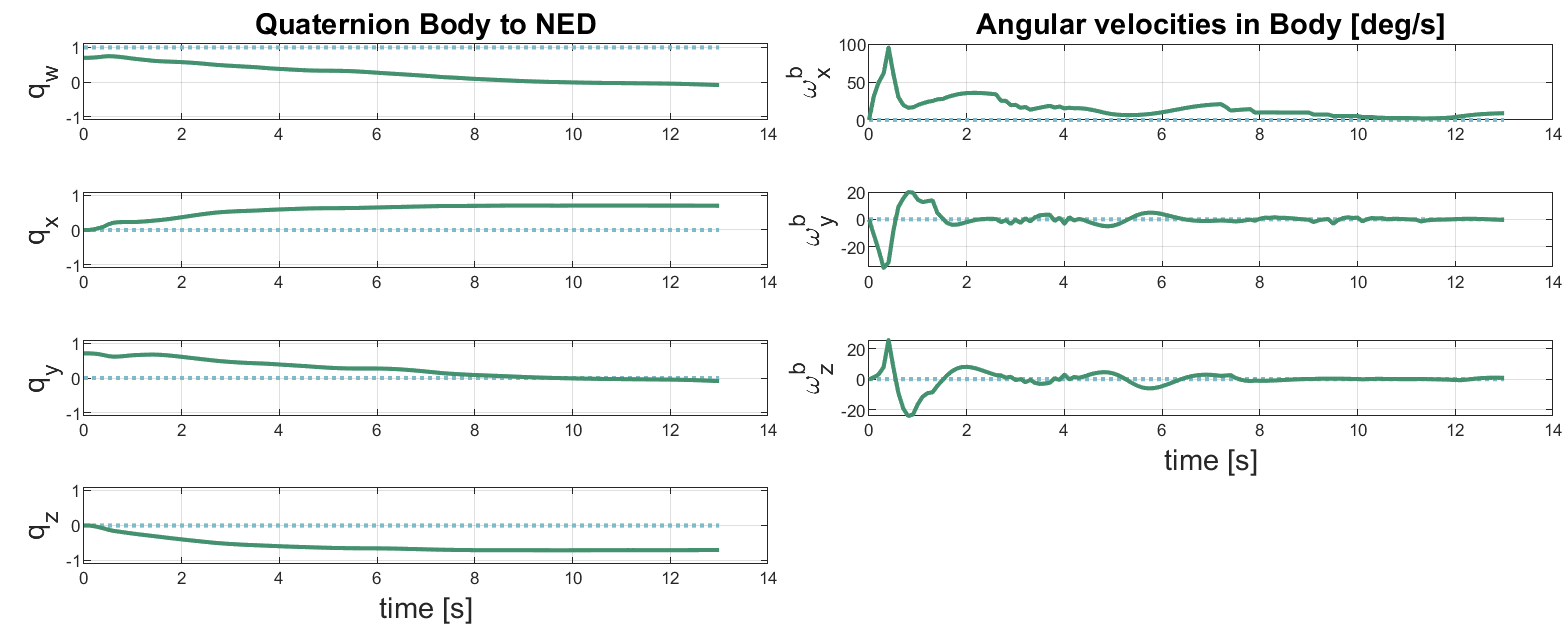 Quaternion Body to NED
q_w
1
0
-1
0 2 4 6 8 10 12 14
q_x
1
0
-1
0 2 4 6 8 10 12 14
q_y
1
0
-1
0 2 4 6 8 10 12 14
q_z
1
0
-1
0 2 4 6 8 10 12 14
time [s]
Angular velocities in Body [deg/s]
ω_x^b
100
50
0
0 2 4 6 8 10 12 14
ω_y^b
20
0
-20
0 2 4 6 8 10 12 14
ω_z^b
20
0
-20
0 2 4 6 8 10 12 14
time [s]